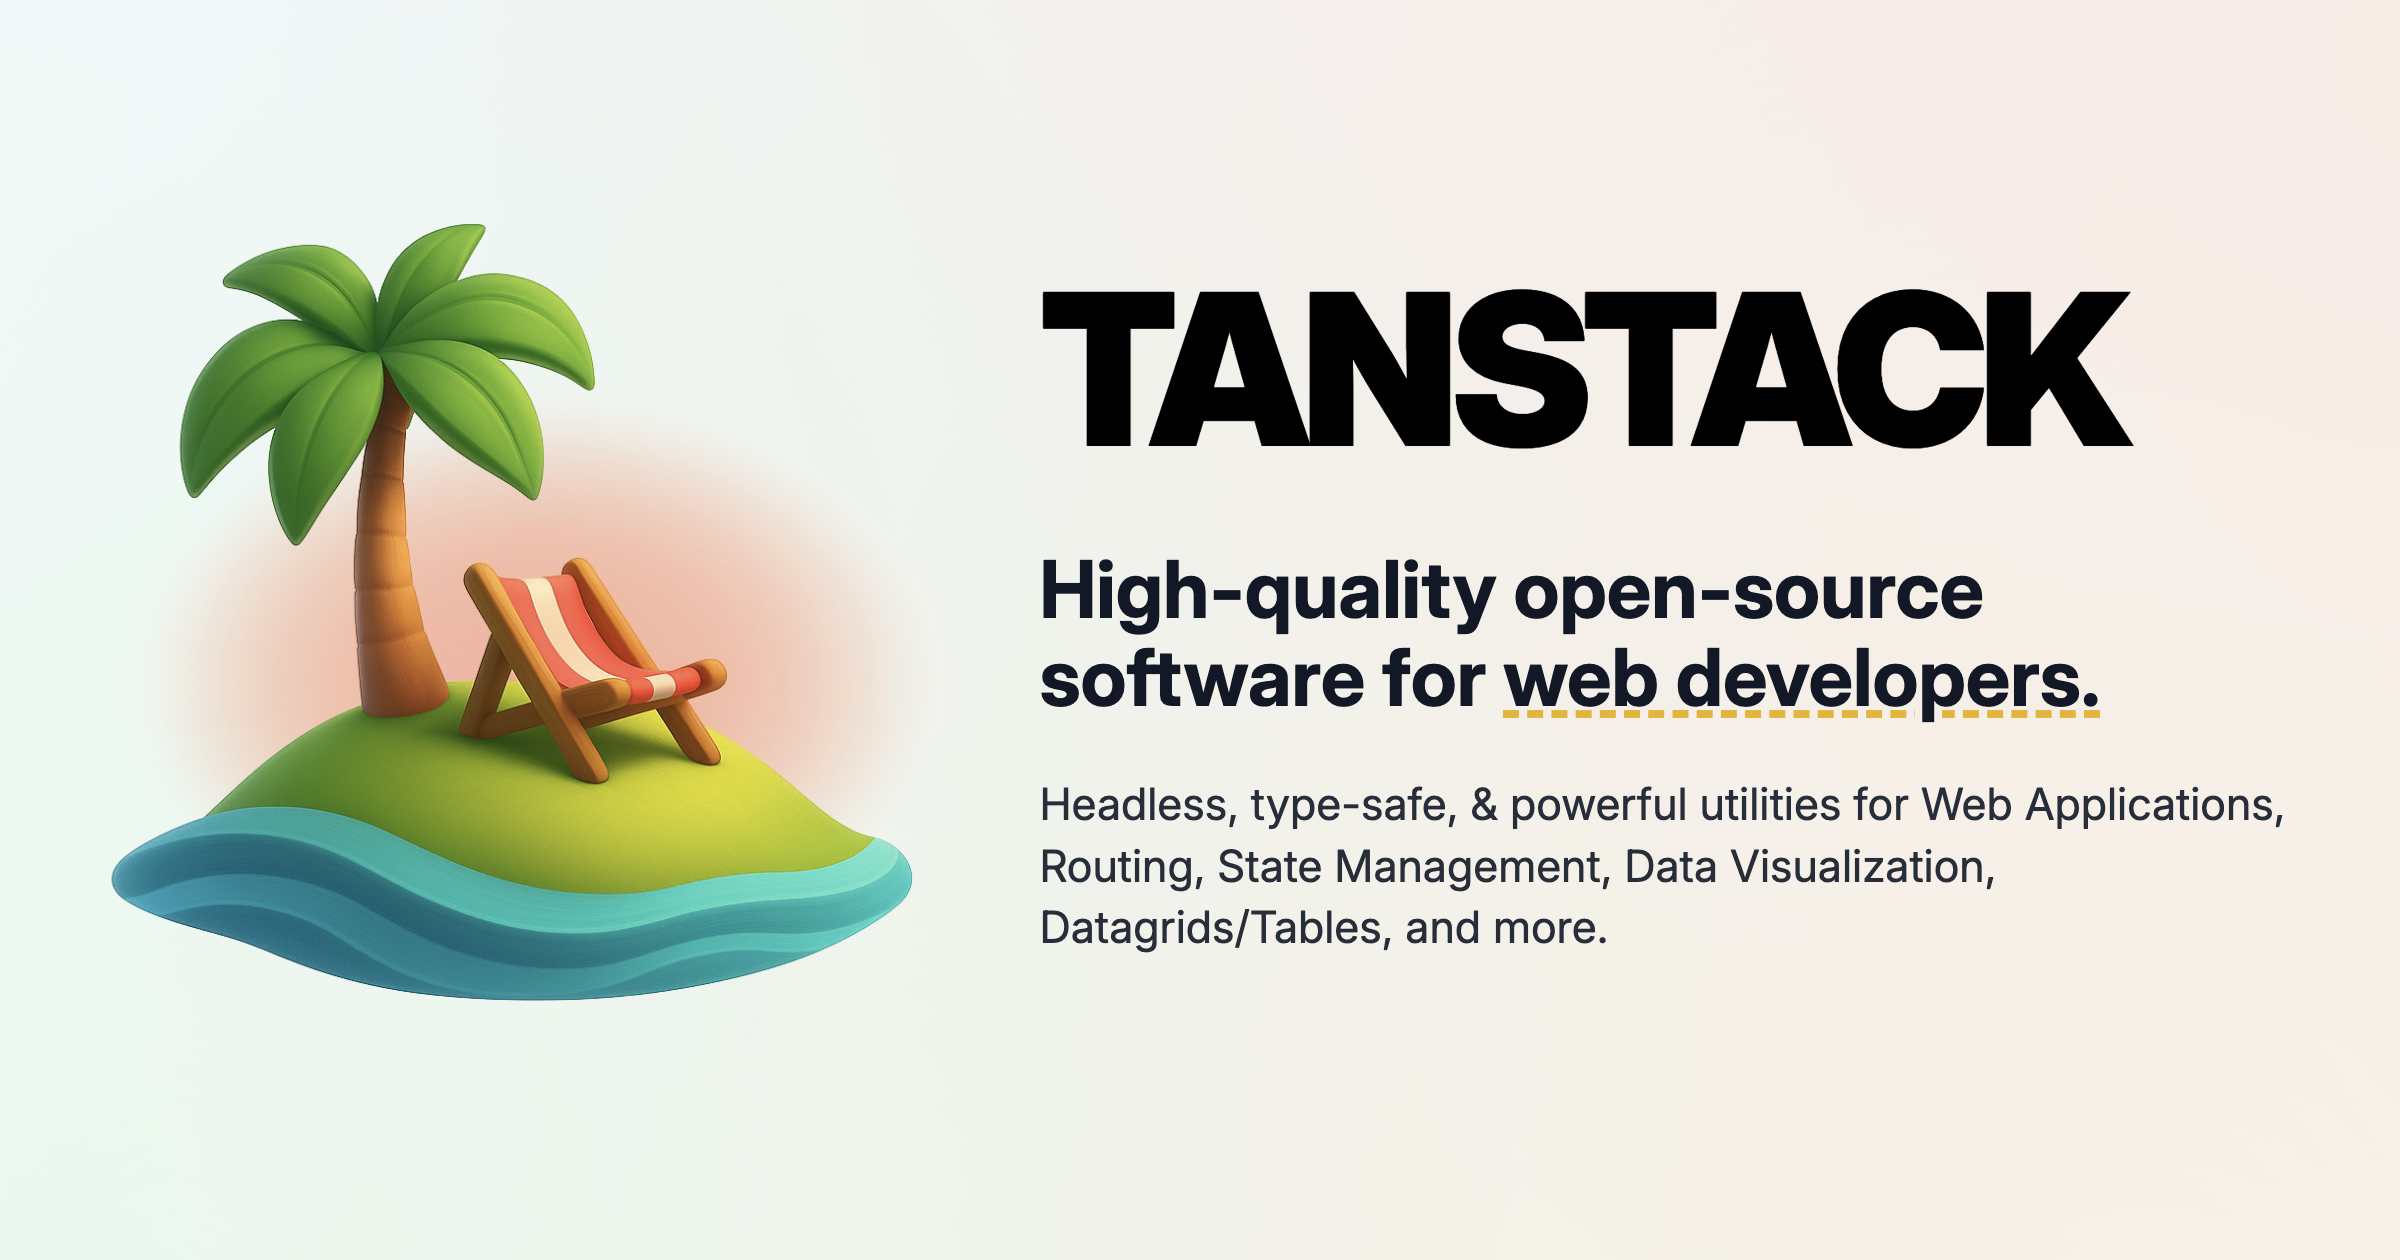 TANSTACK
High-quality open-source
software for web developers.
Headless, type-safe, & powerful utilities for Web Applications,
Routing, State Management, Data Visualization,
Datagrids/Tables, and more.